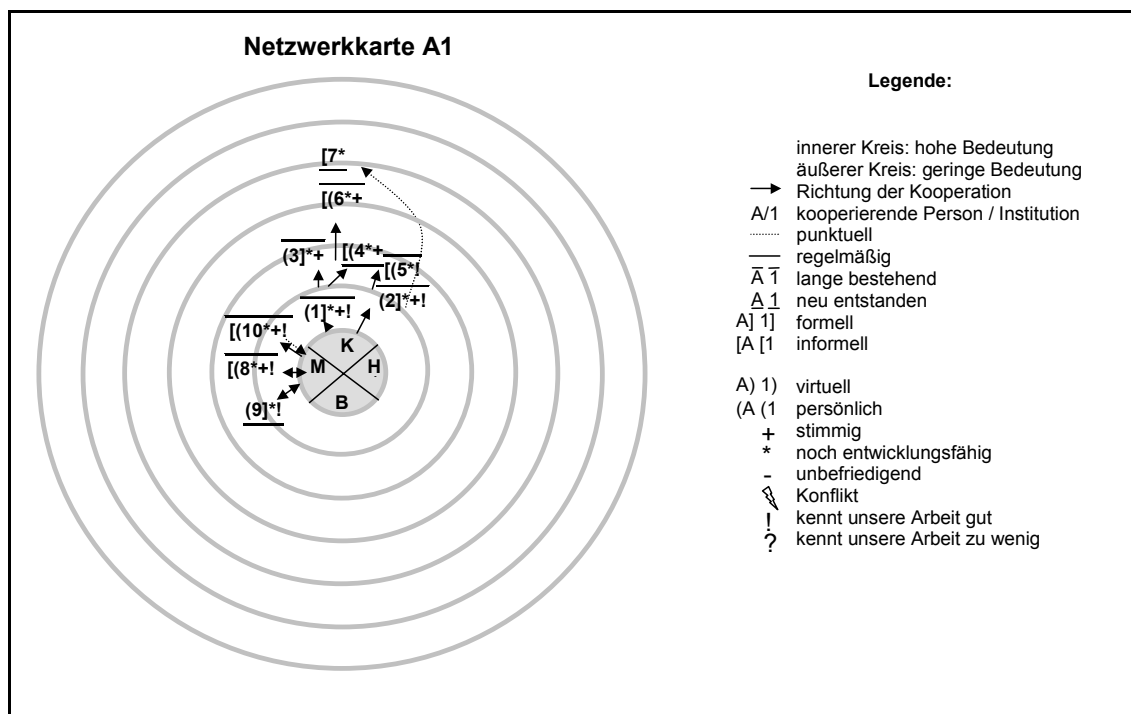 Netzwerkkarte A1
[7*
[(6*+
(3]*+
[(4*+
[(5*!
(2]*+!
(1]*+!
[(10*+!
[(8*+!
(9]*!
K
M
H
B
Legende:
innerer Kreis: hohe Bedeutung
äußerer Kreis: geringe Bedeutung
Richtung der Kooperation
A/1 kooperierende Person / Institution
punktuell
regelmäßig
A 1 lange bestehend
A 1 neu entstanden
A] 1] formell
[A [1 informell
A) 1) virtuell
(A (1 persönlich
+ stimmig
* noch entwicklungsfähig
- unbefriedigend
Konflikt
! kennt unsere Arbeit gut
? kennt unsere Arbeit zu wenig